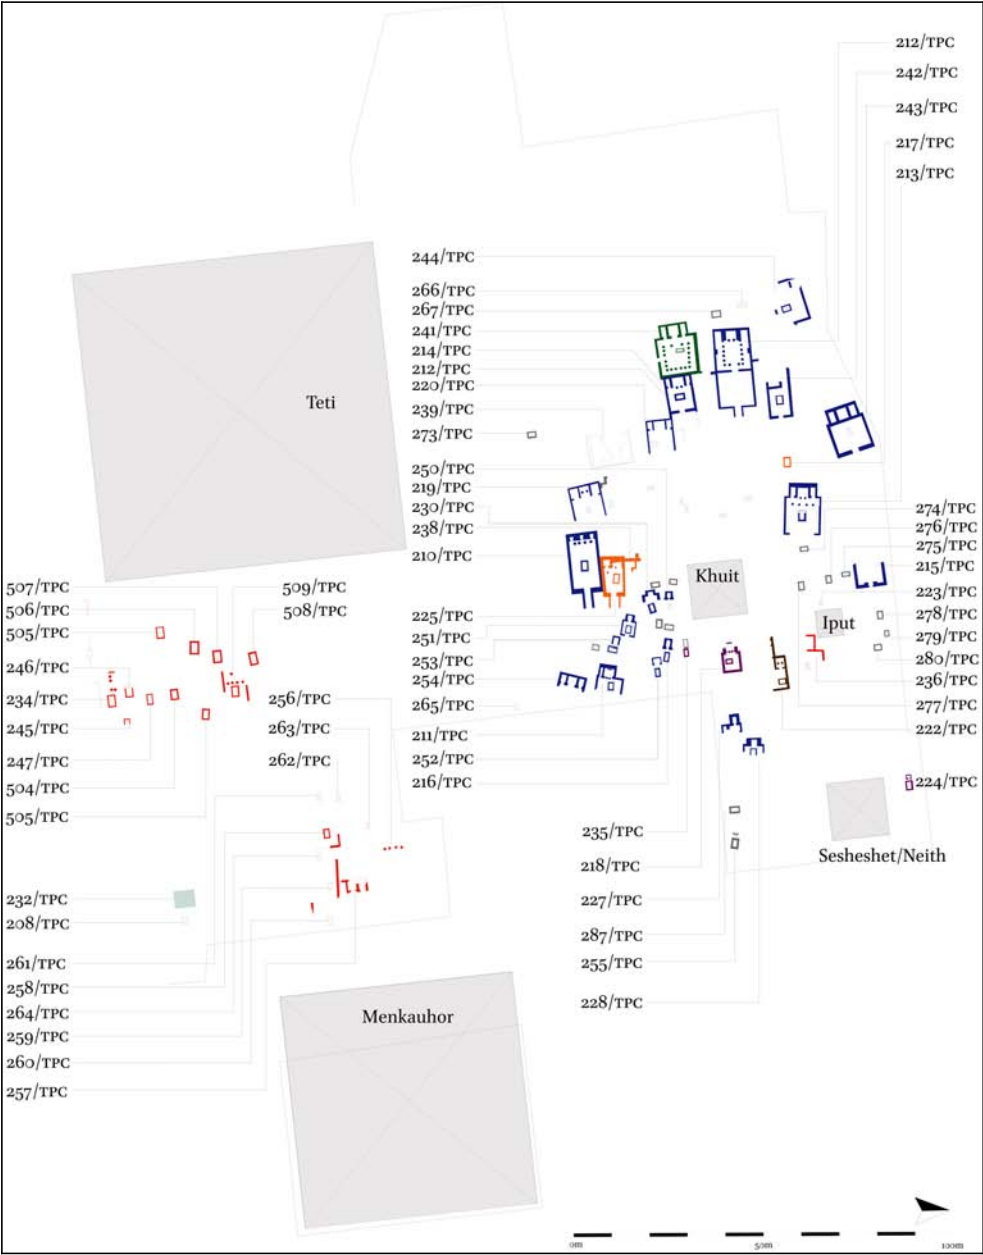 212/TPC
242/TPC
243/TPC
217/TPC
213/TPC
244/TPC
266/TPC
267/TPC
241/TPC
214/TPC
212/TPC
220/TPC
239/TPC
273/TPC
250/TPC
219/TPC
230/TPC
238/TPC
210/TPC
Teti
274/TPC
276/TPC
275/TPC
215/TPC
223/TPC
278/TPC
279/TPC
280/TPC
236/TPC
277/TPC
222/TPC
224/TPC
Khuit
Iput
Sesheshet/Neith
507/TPC
506/TPC
505/TPC
246/TPC
234/TPC
245/TPC
247/TPC
504/TPC
505/TPC
509/TPC
508/TPC
256/TPC
263/TPC
262/TPC
225/TPC
251/TPC
253/TPC
254/TPC
265/TPC
211/TPC
252/TPC
216/TPC
235/TPC
218/TPC
227/TPC
287/TPC
255/TPC
228/TPC
232/TPC
208/TPC
261/TPC
258/TPC
264/TPC
259/TPC
260/TPC
257/TPC
Menkauhor
0m 50m 100m